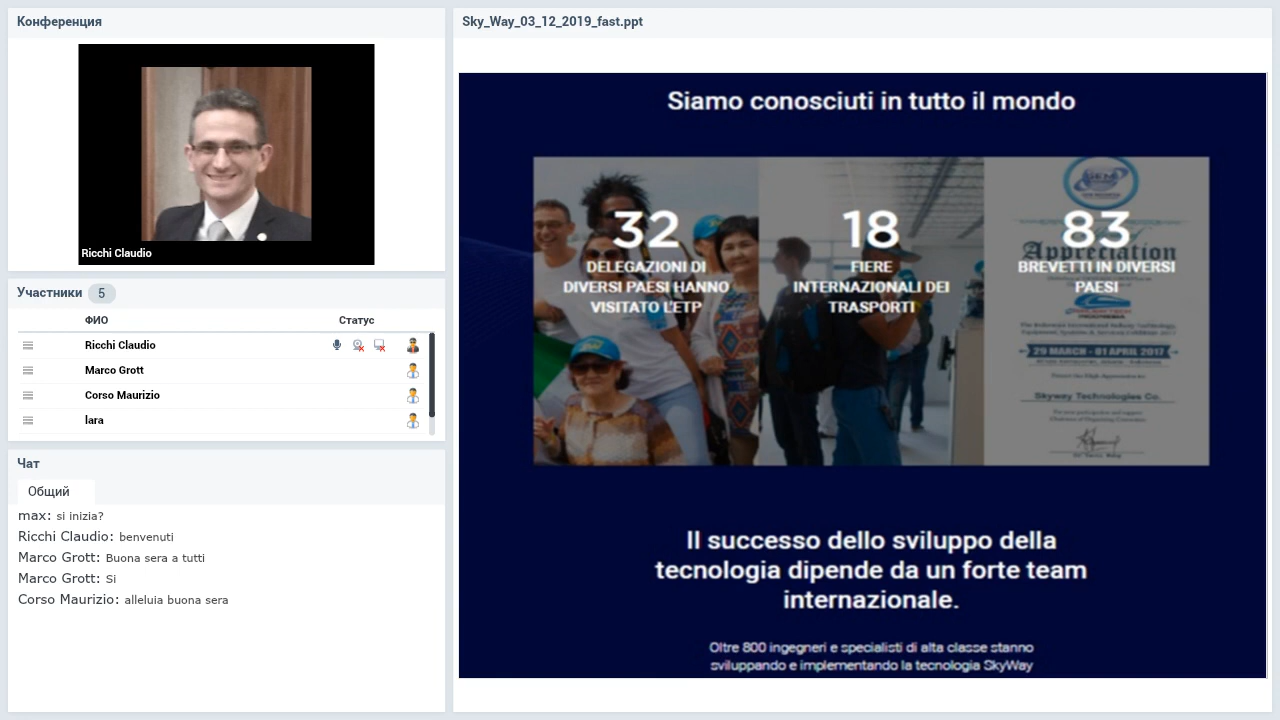 Конференция
Ricchi Claudio
Участники 5
ФИО Статус
Ricchi Claudio
Marco Grott
Corso Maurizio
lara
Чат
Общий
max: si inizia?
Ricchi Claudio: benvenuti
Marco Grott: Buona sera a tutti
Marco Grott: Si
Corso Maurizio: alleluia buona sera
Sky_Way_03_12_2019_fast.ppt
Siamo conosciuti in tutto il mondo
32
DELEGAZIONI DI
DIVERSI PAESI HANNO
VISITATO L'ETP
18
FIERE
INTERNAZIONALI DEI
TRASPORTI
83
BREVETTI IN DIVERSI
PAESI
Appreciation
29 MARCH - 01 APRIL 2017
Skyway Technologies Co.
Il successo dello sviluppo della
tecnologia dipende da un forte team
internazionale.
Oltre 800 ingegneri e specialisti di alta classe stanno
sviluppando e implementando la tecnologia SkyWay